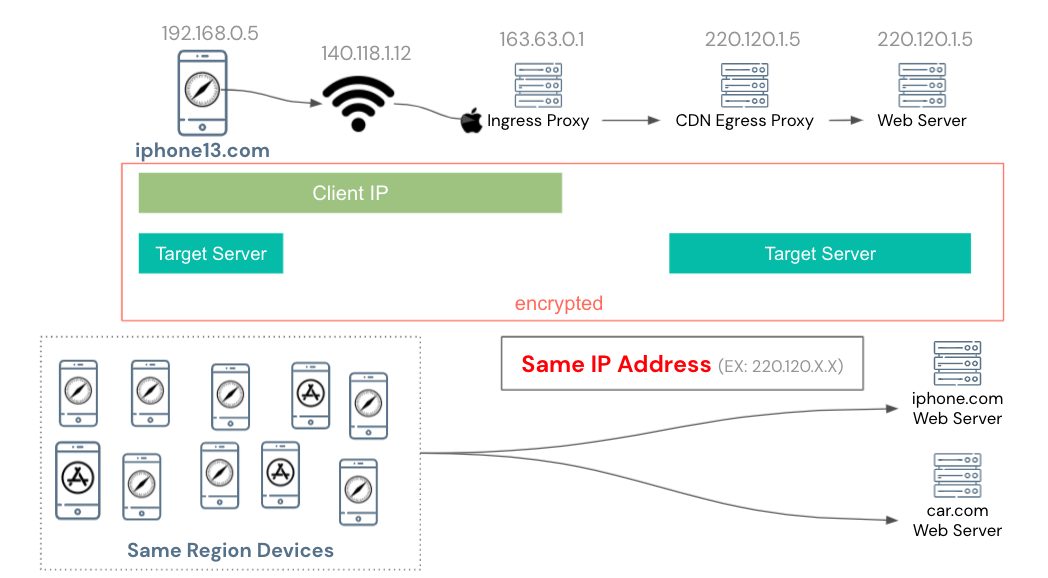 192.168.0.5
140.118.1.12
163.63.0.1
220.120.1.5
220.120.1.5
iphone13.com
Ingress Proxy
CDN Egress Proxy
Web Server
Client IP
Target Server
Target Server
encrypted
Same IP Address (EX: 220.120.X.X)
iphone.com
Web Server
car.com
Web Server
Same Region Devices